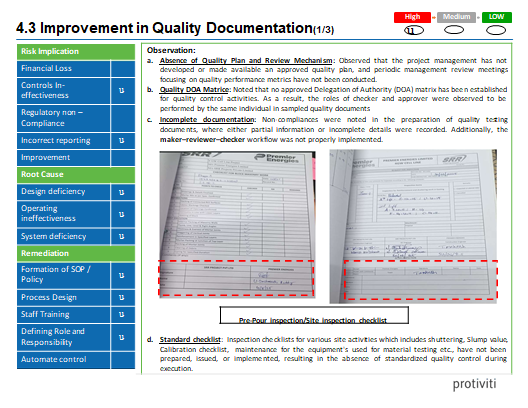 4.3 Improvement in Quality Documentation(1/3)
High
Medium
LOW
Risk Implication
Financial Loss
Controls In-
effectiveness
Regulatory non –
Compliance
Incorrect reporting
Improvement
Root Cause
Design deficiency
Operating
ineffectiveness
System deficiency
Remediation
Formation of SOP /
Policy
Process Design
Staff Training
Defining Role and
Responsibility
Automate control
Observation:
a. Absence of Quality Plan and Review Mechanism: Observed that the project management has not
developed or made available an approved quality plan, and periodic management review meetings
focusing on quality performance metrics have not been conducted.
b. Quality DOA Matrice: Noted that no approved Delegation of Authority (DOA) matrix has been established
for quality control activities. As a result, the roles of checker and approver were observed to be
performed by the same individual in sampled quality documents
c. Incomplete documentation: Non-compliances were noted in the preparation of quality testing
documents, where either partial information or incomplete details were recorded. Additionally, the
maker–reviewer–checker workflow was not properly implemented.
SRR
Premier
Energies
SRR
Pre-Pour Inspection/Site inspection checklist
d. Standard checklist: Inspection checklists for various site activities which includes shuttering, Slump value,
Calibration checklist, maintenance for the equipment's used for material testing etc., have not been
prepared, issued, or implemented, resulting in the absence of standardized quality control during
execution.
protiviti